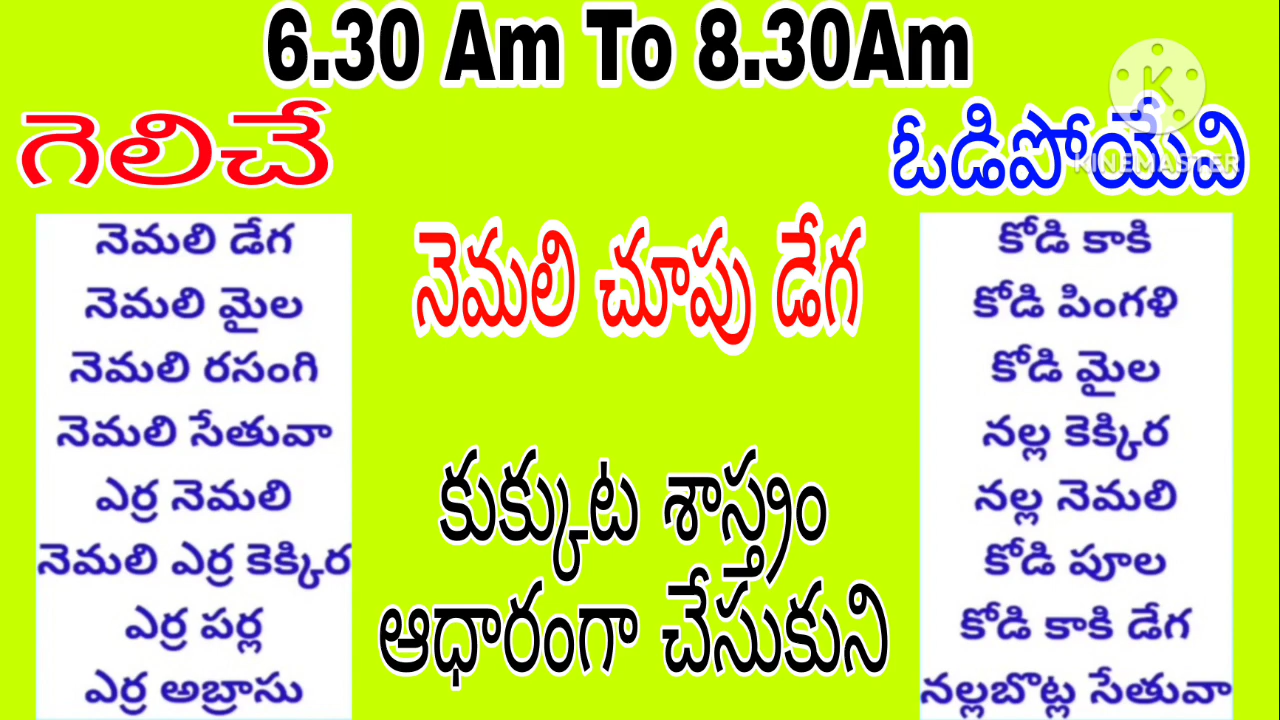 6.30 Am To 8.30Am
K
KINEMASTER
గెలిచే
నెమలి డేగ
నెమలి మైల
నెమలి రసంగి
నెమలి సేతువా
ఎర్ర నెమలి
నెమలి ఎర్ర కెక్కిర
ఎర్ర పర్ల
ఎర్ర అబ్రాసు
నెమలి చూపు డేగ
కుక్కుట శాస్త్రం
ఆధారంగా చేసుకుని
ఓడిపోయేవి
కోడి కాకి
కోడి పింగళి
కోడి మైల
నల్ల కెక్కిర
నల్ల నెమలి
కోడి పూల
కోడి కాకి డేగ
నల్లబొట్ల సేతువా